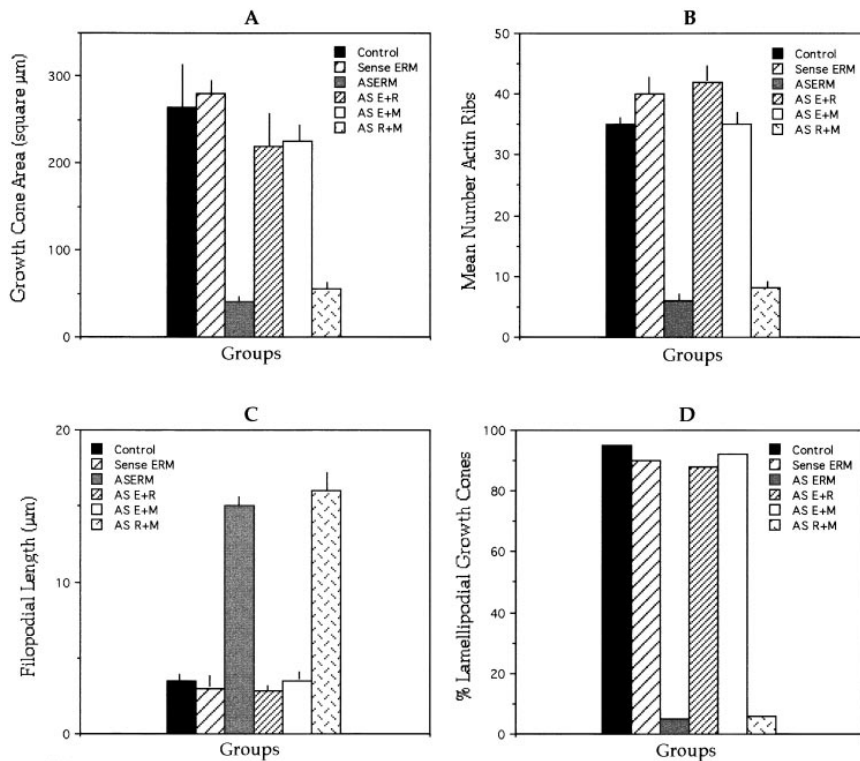 A
Growth Cone Area (square µm)
300
200
100
0
Control
Sense ERM
ASERM
AS E+R
AS E+M
AS R+M
Groups
B
Mean Number Actin Ribs
50
40
30
20
10
0
Control
Sense ERM
ASERM
AS E+R
AS E+M
AS R+M
Groups
C
Filopodial Length (µm)
20
10
0
Control
Sense ERM
ASERM
AS E+R
AS E+M
AS R+M
Groups
D
% Lamellipodial Growth Cones
100
80
60
40
20
0
Control
Sense ERM
AS ERM
AS E+R
AS E+M
AS R+M
Groups